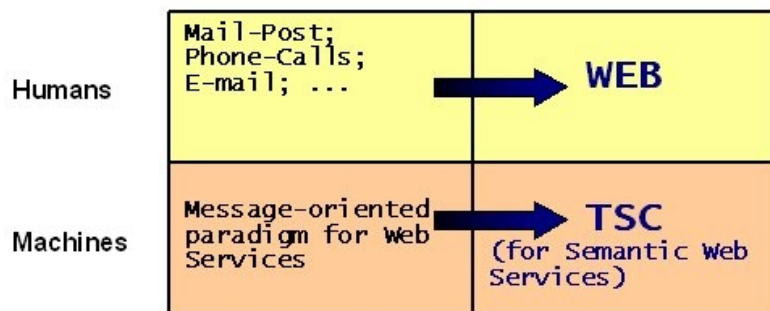 Humans
Mail-Post;
Phone-Calls;
E-mail; ...
WEB
Machines
Message-oriented
paradigm for Web
Services
TSC
(for Semantic Web
Services)